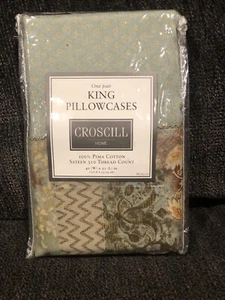 One pair
KING
PILLOWCASES
CROSCILL
HOME
100% Pima Cotton
Sateen 310 Thread Count